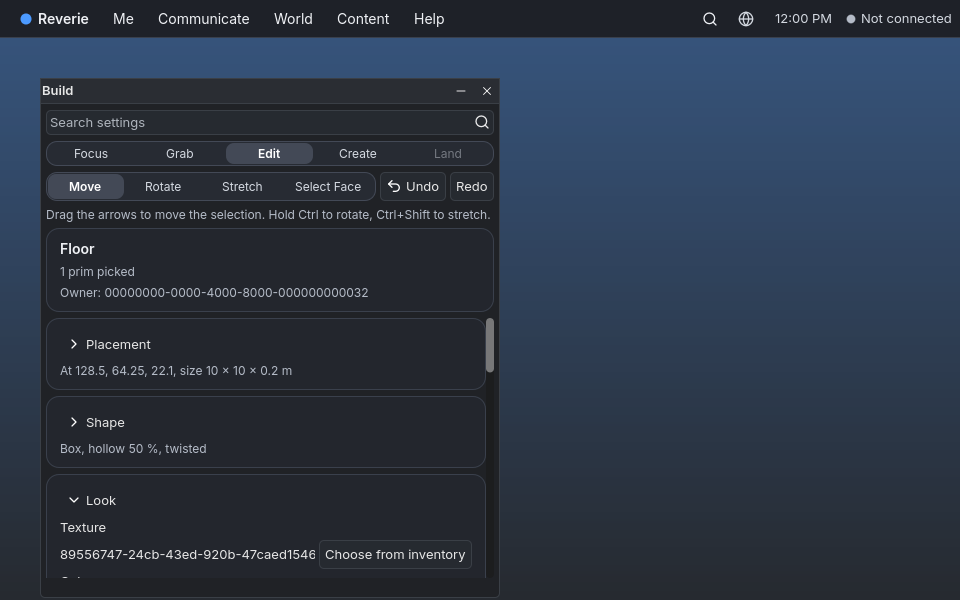 Reverie Me Communicate World Content Help 12:00 PM Not connected
Build
Search settings
Focus Grab Edit Create Land
Move Rotate Stretch Select Face Undo Redo
Drag the arrows to move the selection. Hold Ctrl to rotate, Ctrl+Shift to stretch.
Floor
1 prim picked
Owner: 00000000-0000-4000-8000-000000000032
Placement
At 128.5, 64.25, 22.1, size 10 × 10 × 0.2 m
Shape
Box, hollow 50 %, twisted
Look
Texture
89556747-24cb-43ed-920b-47caed1546 Choose from inventory